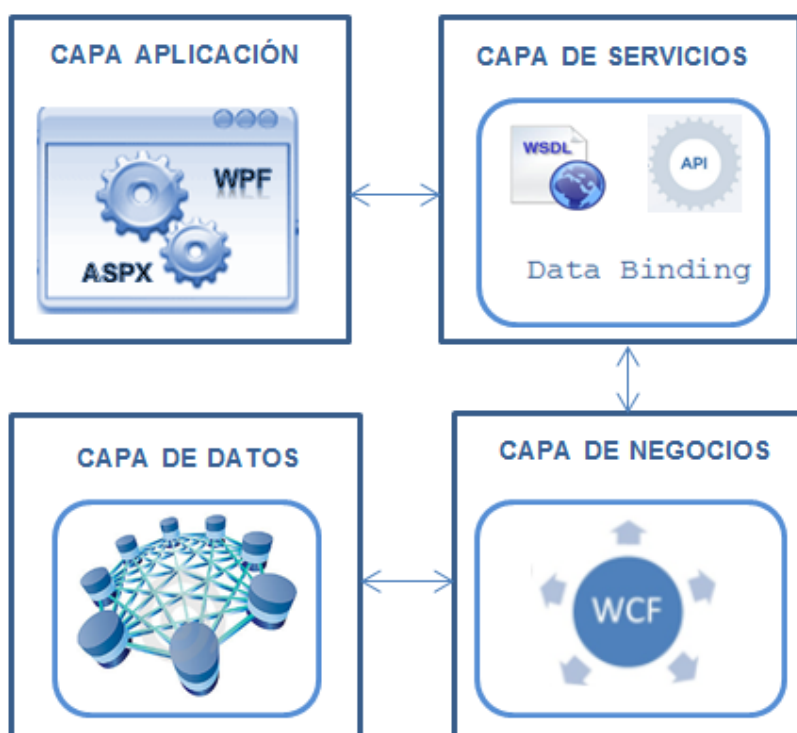 CAPA APLICACIÓN
WPF
ASPX
CAPA DE SERVICIOS
WSDL
API
Data Binding
CAPA DE DATOS
CAPA DE NEGOCIOS
WCF